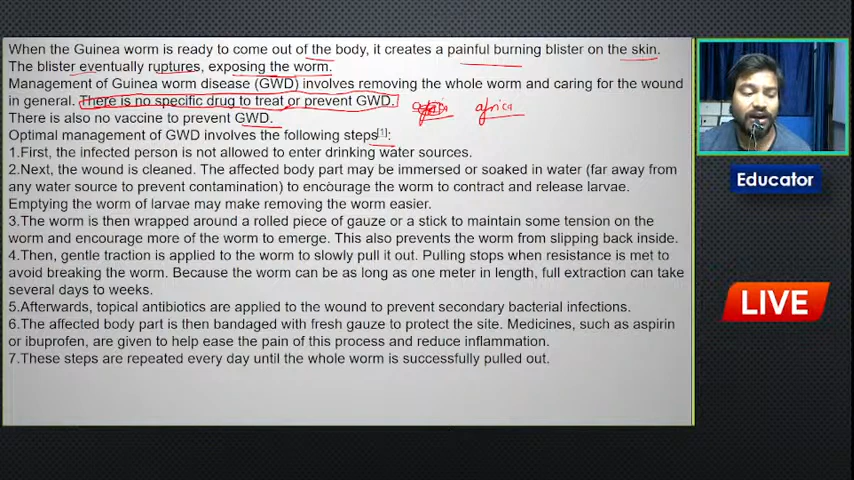 When the Guinea worm is ready to come out of the body, it creates a painful burning blister on the skin.
The blister eventually ruptures, exposing the worm.
Management of Guinea worm disease (GWD) involves removing the whole worm and caring for the wound
in general. There is no specific drug to treat or prevent GWD.
There is also no vaccine to prevent GWD.
africa
Optimal management of GWD involves the following steps[1]:
1.First, the infected person is not allowed to enter drinking water sources.
2.Next, the wound is cleaned. The affected body part may be immersed or soaked in water (far away from
any water source to prevent contamination) to encourage the worm to contract and release larvae.
Emptying the worm of larvae may make removing the worm easier.
3.The worm is then wrapped around a rolled piece of gauze or a stick to maintain some tension on the
worm and encourage more of the worm to emerge. This also prevents the worm from slipping back inside.
4.Then, gentle traction is applied to the worm to slowly pull it out. Pulling stops when resistance is met to
avoid breaking the worm. Because the worm can be as long as one meter in length, full extraction can take
several days to weeks.
5.Afterwards, topical antibiotics are applied to the wound to prevent secondary bacterial infections.
6.The affected body part is then bandaged with fresh gauze to protect the site. Medicines, such as aspirin
or ibuprofen, are given to help ease the pain of this process and reduce inflammation.
7.These steps are repeated every day until the whole worm is successfully pulled out.
Educator
LIVE